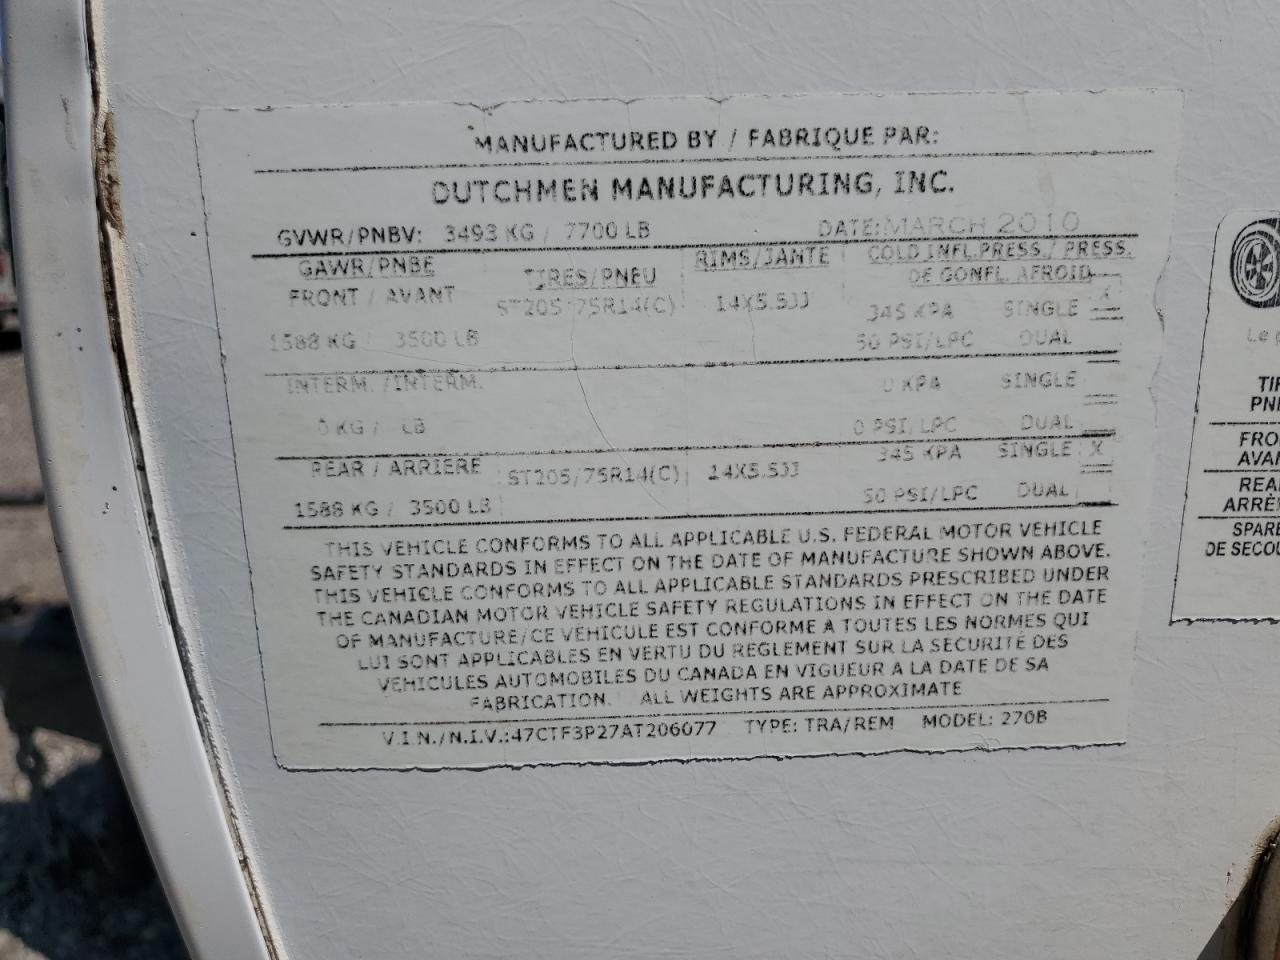 MANUFACTURED BY / FABRIQUE PAR:
DUTCHMEN MANUFACTURING, INC.
GVWR/PNBV: 3493 KG / 7700 LB DATE: MARCH 2010
GAWR/PNBE TIRES/PNEU RIMS/JANTE COLD INFL.PRESS./ PRESS.
DE GONFL. AFROID
FRONT / AVANT ST205/75R14(C) 14X5.5JJ 345 KPA SINGLE X
1588 KG / 3500 LB 50 PSI/LPC DUAL
INTERM. /INTERM. 0 KPA SINGLE
0 KG / LB 0 PSI/LPC DUAL
REAR / ARRIERE ST205/75R14(C) 14X5.5JJ 345 KPA SINGLE X
1588 KG / 3500 LB 50 PSI/LPC DUAL
THIS VEHICLE CONFORMS TO ALL APPLICABLE U.S. FEDERAL MOTOR VEHICLE
SAFETY STANDARDS IN EFFECT ON THE DATE OF MANUFACTURE SHOWN ABOVE.
THIS VEHICLE CONFORMS TO ALL APPLICABLE STANDARDS PRESCRIBED UNDER
THE CANADIAN MOTOR VEHICLE SAFETY REGULATIONS IN EFFECT ON THE DATE
OF MANUFACTURE/CE VÉHICULE EST CONFORME À TOUTES LES NORMES QUI
LUI SONT APPLICABLES EN VERTU DU RÈGLEMENT SUR LA SÉCURITÉ DES
VÉHICULES AUTOMOBILES DU CANADA EN VIGUEUR À LA DATE DE SA
FABRICATION. ALL WEIGHTS ARE APPROXIMATE
V.I.N./N.I.V.:47CTF3P27AT206077 TYPE: TRA/REM MODEL: 27GB
Le
PN
FRO
AVAN
REA
ARRIÈ
SPARE
DE SECOU